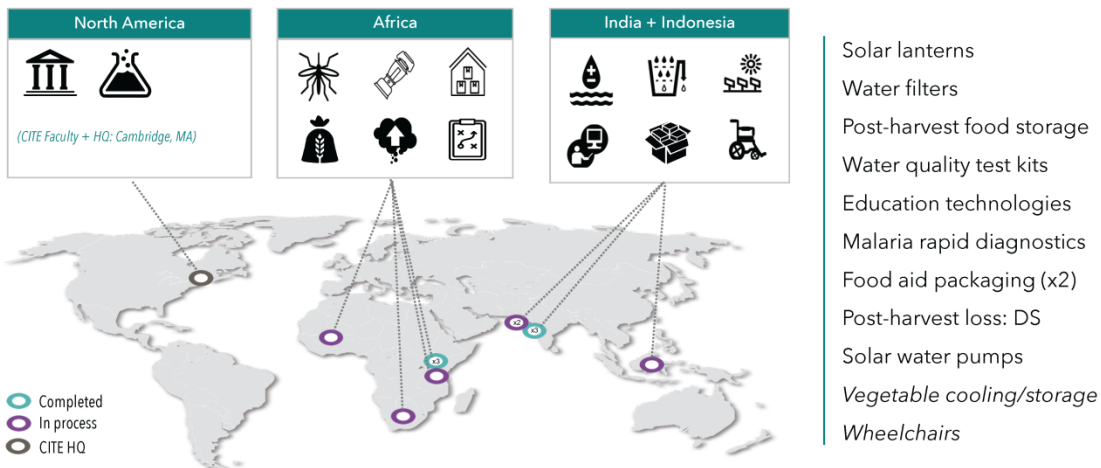 North America
Africa
India + Indonesia
(CITE Faculty + HQ: Cambridge, MA)
Solar lanterns
Water filters
Post-harvest food storage
Water quality test kits
Education technologies
Malaria rapid diagnostics
Food aid packaging (x2)
Post-harvest loss: DS
Solar water pumps
Vegetable cooling/storage
Wheelchairs
x2
x3
x3
Completed
In process
CITE HQ